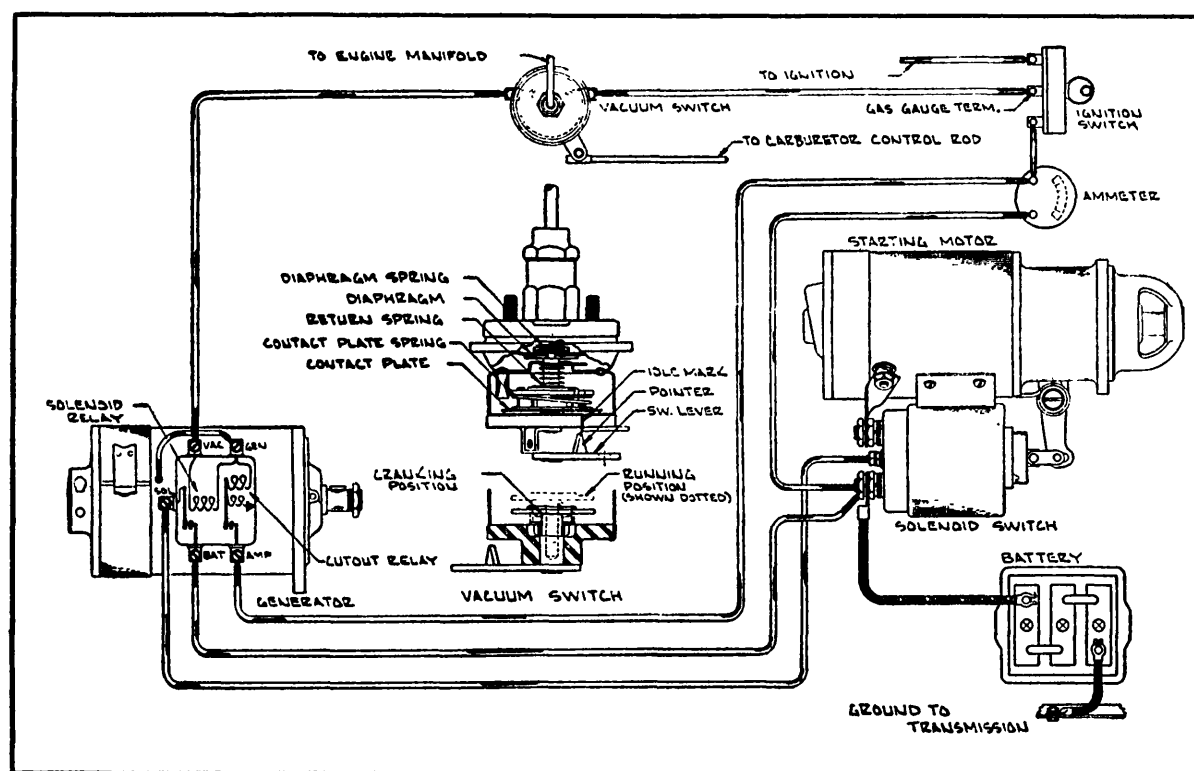 TO ENGINE MANIFOLD
TO IGNITION
VACUUM SWITCH
GAS GAUGE TERM.
IGNITION
SWITCH
TO CARBURETOR CONTROL ROD
AMMETER
STARTING MOTOR
DIAPHRAGM SPRING
DIAPHRAGM
RETURN SPRING
CONTACT PLATE SPRING
CONTACT PLATE
IDLE MARK
POINTER
SW. LEVER
SOLENOID
RELAY
VAC
GEN
SOL
CRANKING
POSITION
RUNNING
POSITION
(SHOWN DOTTED)
SOLENOID SWITCH
BAT
AMP
CUTOUT RELAY
BATTERY
GENERATOR
VACUUM SWITCH
GROUND TO
TRANSMISSION